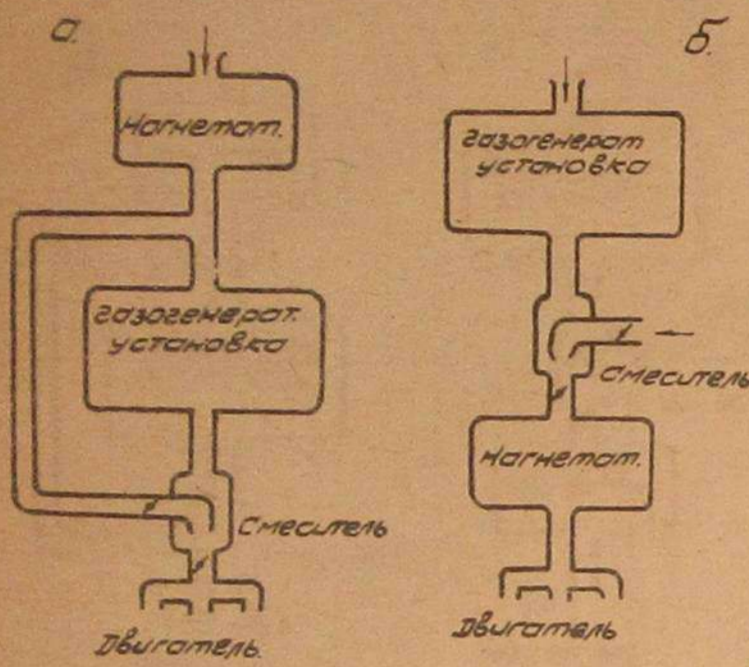 а.
Нагнетат.
газогенерат.
установка
Смеситель
Двигатель.
б.
газогенерат
установка
Смеситель
Нагнетат.
Двигатель